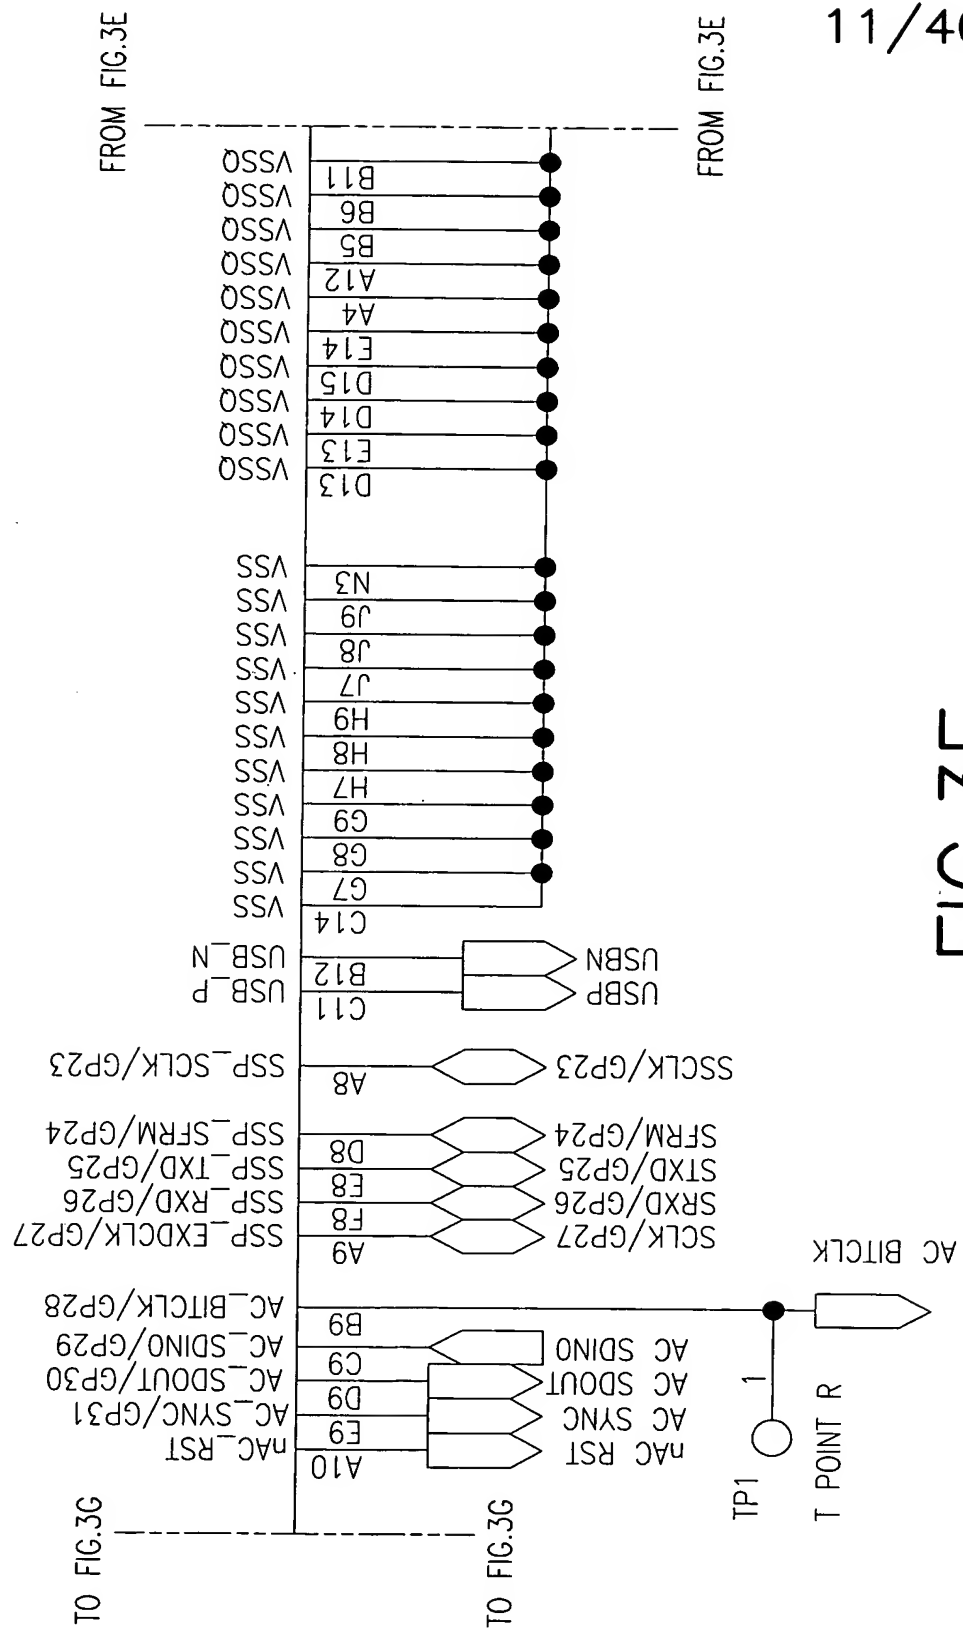 11/40
FROM FIG.3E
FROM FIG.3E
VSSQ
B11
VSSQ
B6
VSSQ
B5
VSSQ
A12
VSSQ
A4
VSSQ
E14
VSSQ
D15
VSSQ
D14
VSSQ
E13
VSSQ
D13
VSS
N3
VSS
J9
VSS
J8
VSS
J7
VSS
H9
VSS
H8
VSS
H7
VSS
G9
VSS
G8
VSS
G7
VSS
C14
USB_N
B12
USBN
USB_P
C11
USBP
SSP_SCLK/GP23
A8
SSCLK/GP23
SSP_SFRM/GP24
D8
SFRM/GP24
SSP_TXD/GP25
E8
STXD/GP25
SSP_RXD/GP26
F8
SRXD/GP26
SSP_EXDCLK/GP27
A9
SCLK/GP27
AC_BITCLK/GP28
B9
AC BITCLK
AC_SDIN0/GP29
C9
AC SDIN0
AC_SDOUT/GP30
D9
AC SDOUT
AC_SYNC/GP31
E9
AC SYNC
nAC_RST
A10
nAC RST
1
TP1
T POINT R
TO FIG.3G
TO FIG.3G